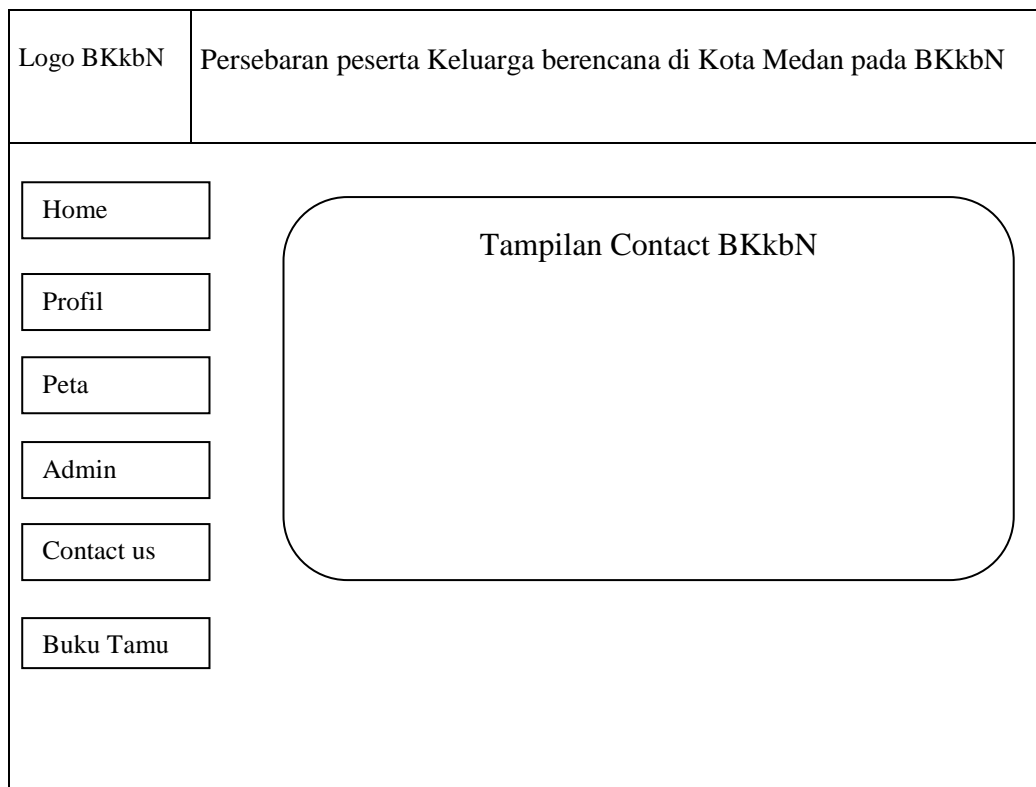 Logo BKkbN
Persebaran peserta Keluarga berencana di Kota Medan pada BKkbN
Home
Profil
Peta
Admin
Contact us
Buku Tamu
Tampilan Contact BKkbN